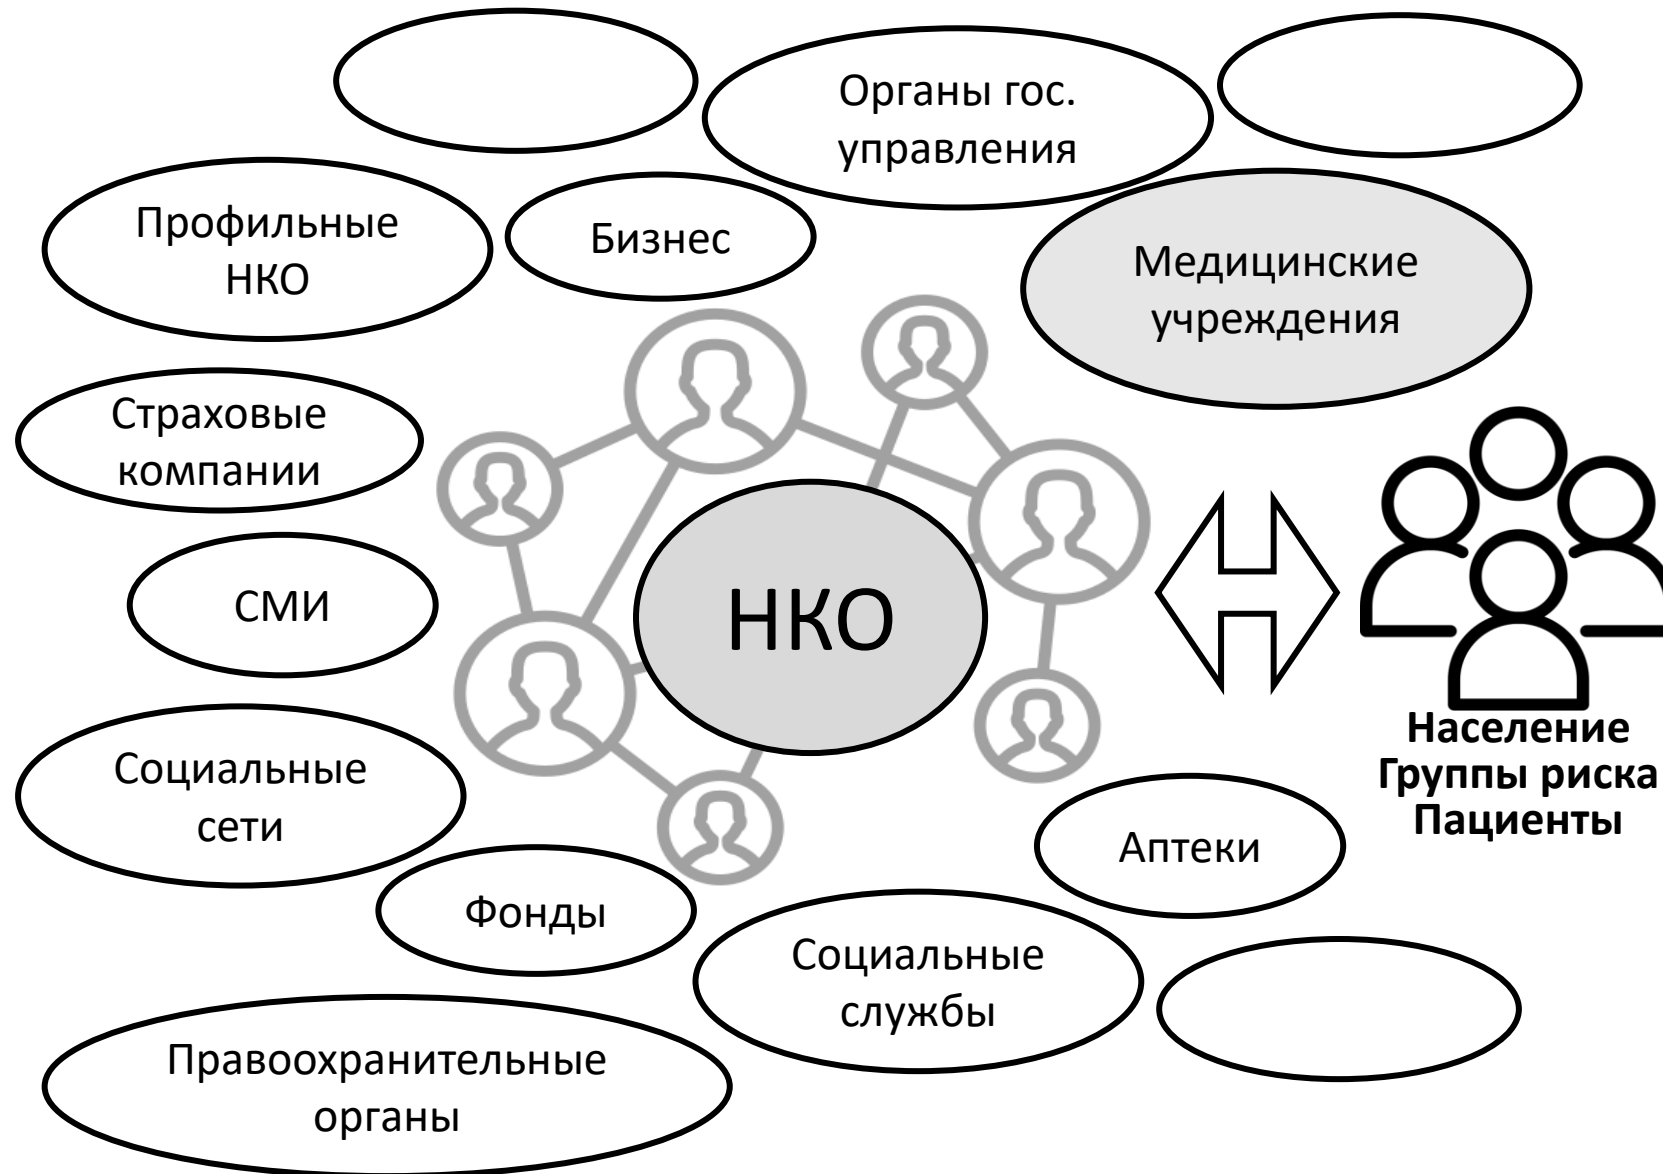 Органы гос.
управления
Профильные
НКО
Бизнес
Медицинские
учреждения
Страховые
компании
СМИ
НКО
Население
Группы риска
Пациенты
Социальные
сети
Аптеки
Фонды
Социальные
службы
Правоохранительные
органы